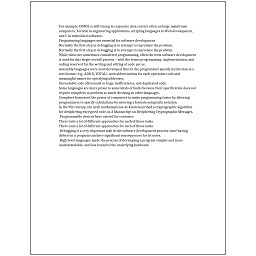 For example, COBOL is still strong in corporate data centers often on large mainframe
computers, Fortran in engineering applications, scripting languages in Web development,
and C in embedded software.
Programming languages are essential for software development.
Normally the first step in debugging is to attempt to reproduce the problem.
Normally the first step in debugging is to attempt to reproduce the problem.
While these are sometimes considered programming, often the term software development
is used for this larger overall process – with the terms programming, implementation, and
coding reserved for the writing and editing of code per se.
Assembly languages were soon developed that let the programmer specify instruction in a
text format (e.g., ADD X, TOTAL), with abbreviations for each operation code and
meaningful names for specifying addresses.
Unreadable code often leads to bugs, inefficiencies, and duplicated code.
Some languages are more prone to some kinds of faults because their specification does not
require compilers to perform as much checking as other languages.
Compilers harnessed the power of computers to make programming easier by allowing
programmers to specify calculations by entering a formula using infix notation.
In the 9th century, the Arab mathematician Al-Kindi described a cryptographic algorithm
for deciphering encrypted code, in A Manuscript on Deciphering Cryptographic Messages.
Programmable devices have existed for centuries.
There exist a lot of different approaches for each of those tasks.
There exist a lot of different approaches for each of those tasks.
Debugging is a very important task in the software development process since having
defects in a program can have significant consequences for its users.
High-level languages made the process of developing a program simpler and more
understandable, and less bound to the underlying hardware.